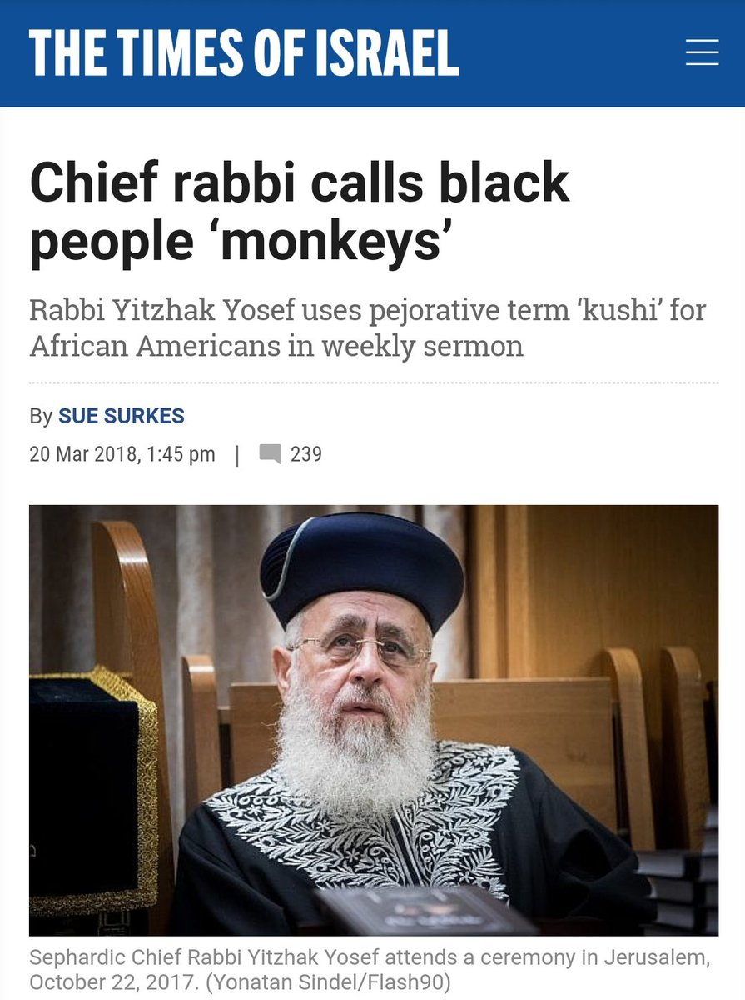 THE TIMES OF ISRAEL
Chief rabbi calls black
people ‘monkeys’
Rabbi Yitzhak Yosef uses pejorative term ‘kushi’ for
African Americans in weekly sermon
By SUE SURKES
20 Mar 2018, 1:45 pm | 239
Sephardic Chief Rabbi Yitzhak Yosef attends a ceremony in Jerusalem,
October 22, 2017. (Yonatan Sindel/Flash90)